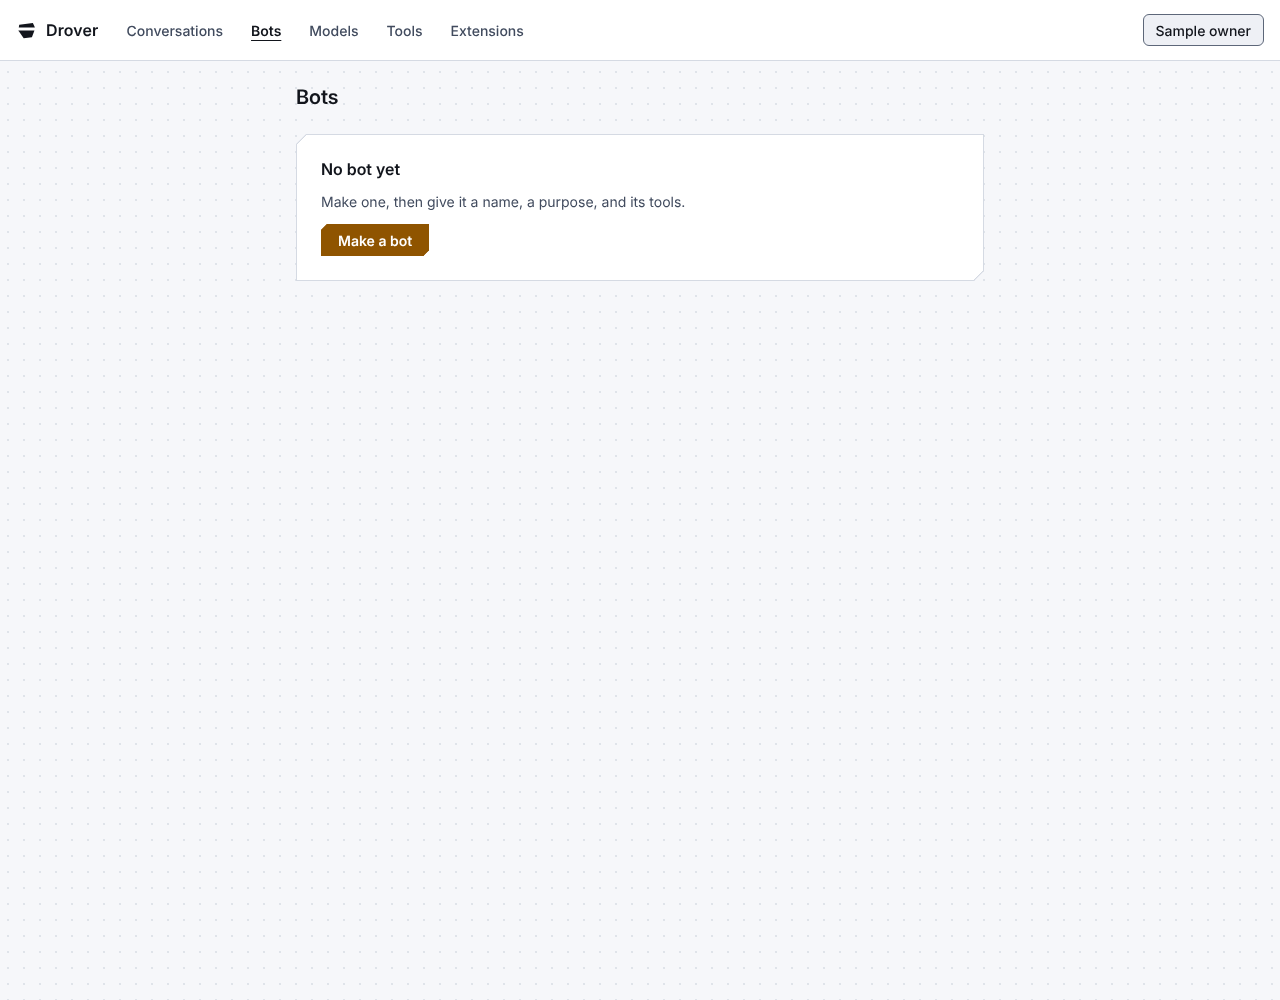 Drover
Conversations
Bots
Models
Tools
Extensions
Sample owner
Bots
No bot yet
Make one, then give it a name, a purpose, and its tools.
Make a bot